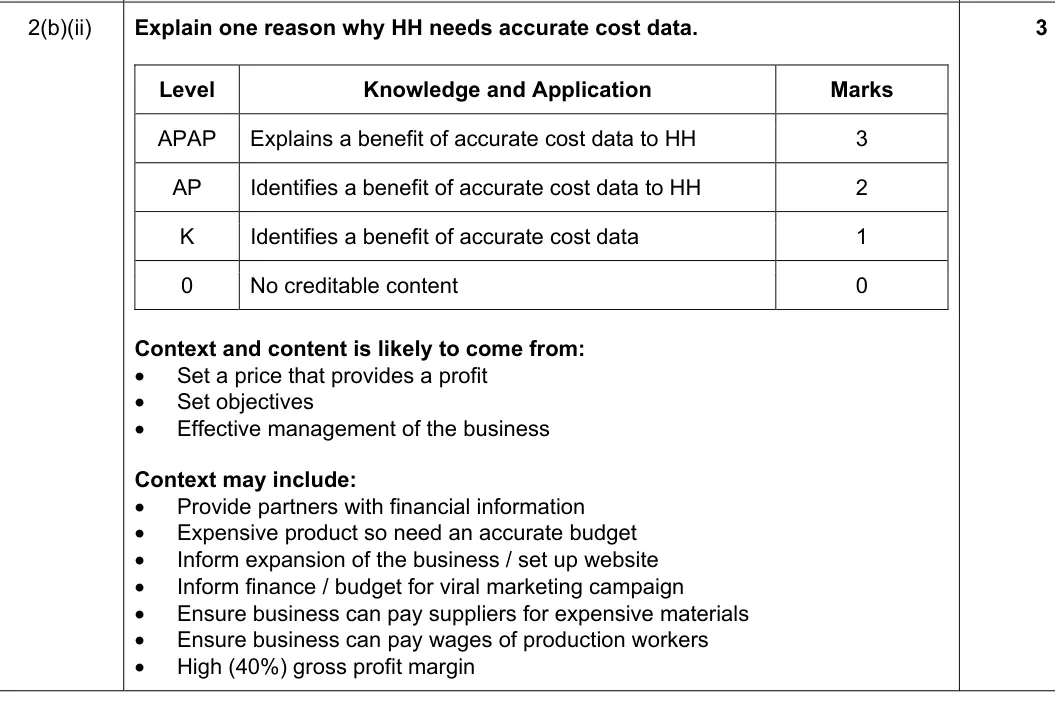 2(b)(ii) Explain one reason why HH needs accurate cost data. 3
Level Knowledge and Application Marks
APAP Explains a benefit of accurate cost data to HH 3
AP Identifies a benefit of accurate cost data to HH 2
K Identifies a benefit of accurate cost data 1
0 No creditable content 0
Context and content is likely to come from:
• Set a price that provides a profit
• Set objectives
• Effective management of the business
Context may include:
• Provide partners with financial information
• Expensive product so need an accurate budget
• Inform expansion of the business / set up website
• Inform finance / budget for viral marketing campaign
• Ensure business can pay suppliers for expensive materials
• Ensure business can pay wages of production workers
• High (40%) gross profit margin